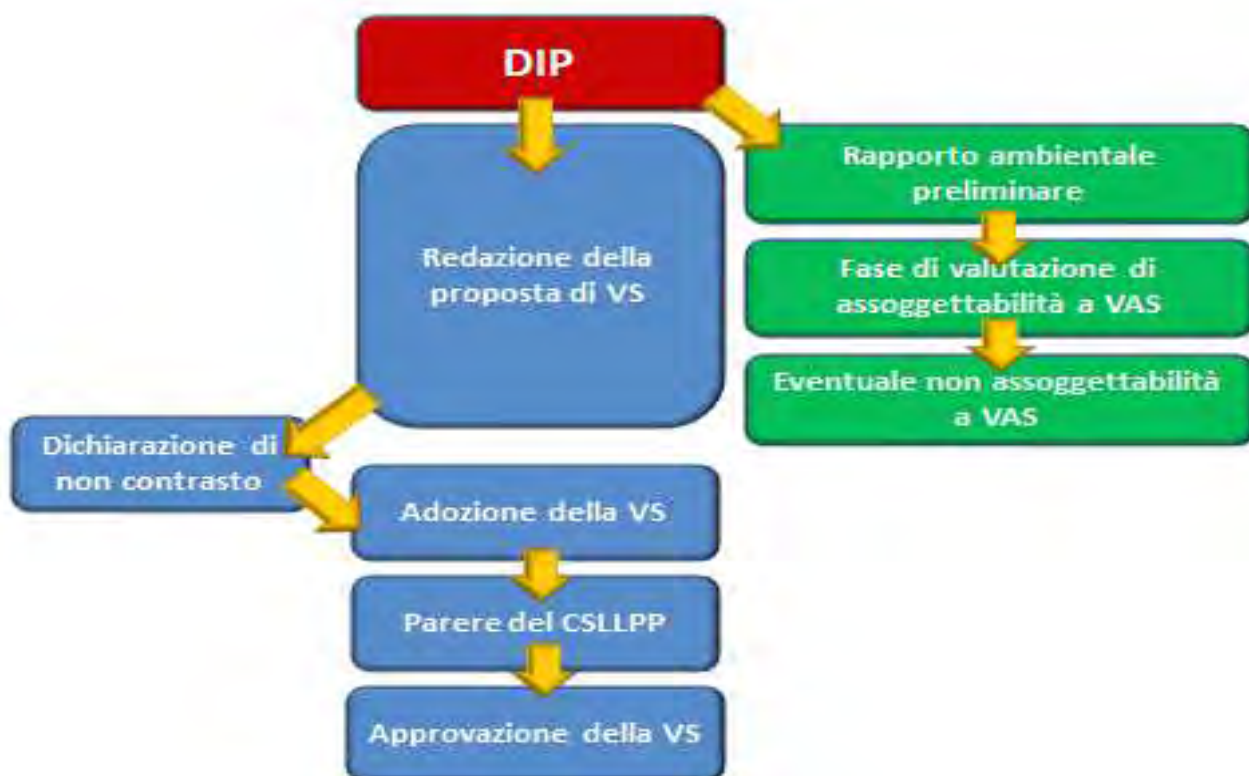 DIP
Rapporto ambientale
preliminare
Redazione della
proposta di VS
Fase di valutazione di
assoggettabilità a VAS
Eventuale non assoggettabilità
a VAS
Dichiarazione di
non contrasto
Adozione della VS
Parere del CSLLPP
Approvazione della VS